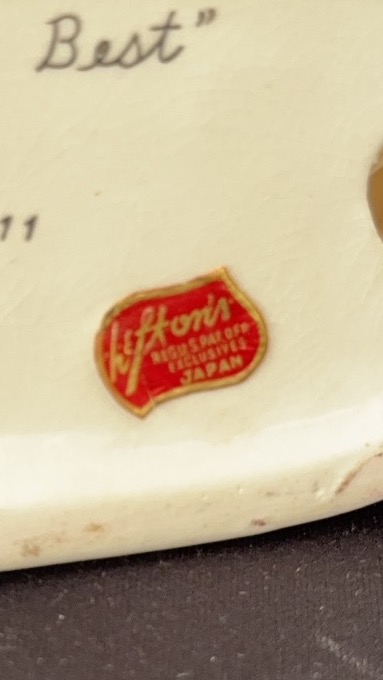 Best"
11
Lefton's
REG. U.S. PAT. OFF.
EXCLUSIVES
JAPAN